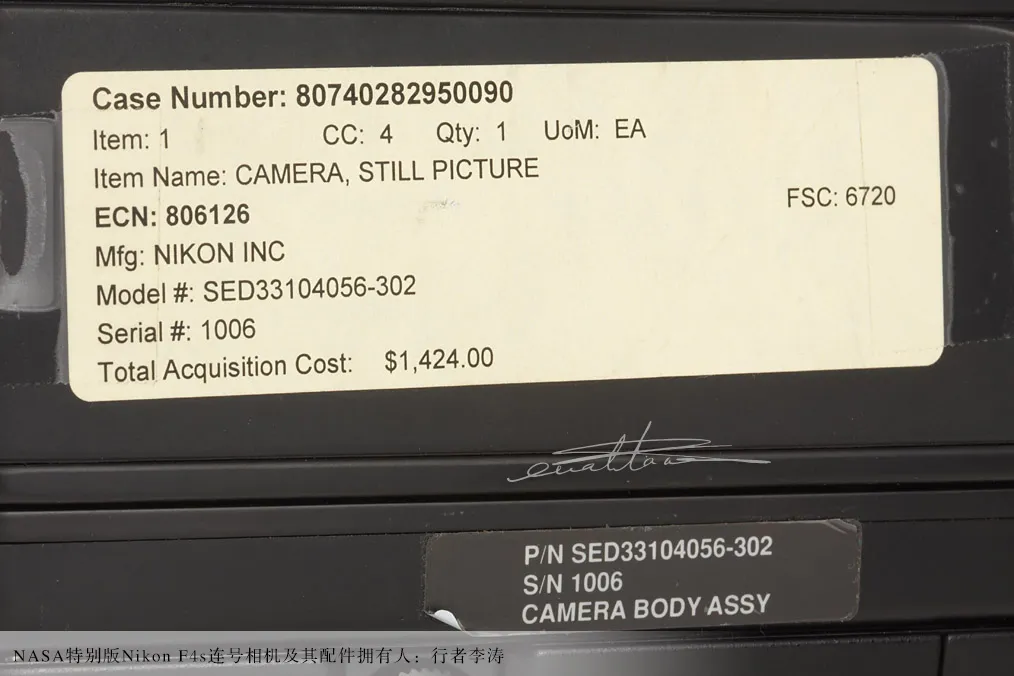 Case Number: 80740282950090
Item: 1 CC: 4 Qty: 1 UoM: EA
Item Name: CAMERA, STILL PICTURE
ECN: 806126
FSC: 6720
Mfg: NIKON INC
Model #: SED33104056-302
Serial #: 1006
Total Acquisition Cost: $1,424.00
P/N SED33104056-302
S/N 1006
CAMERA BODY ASSY
NASA特别版Nikon F4s连号相机及其配件拥有人：行者李涛